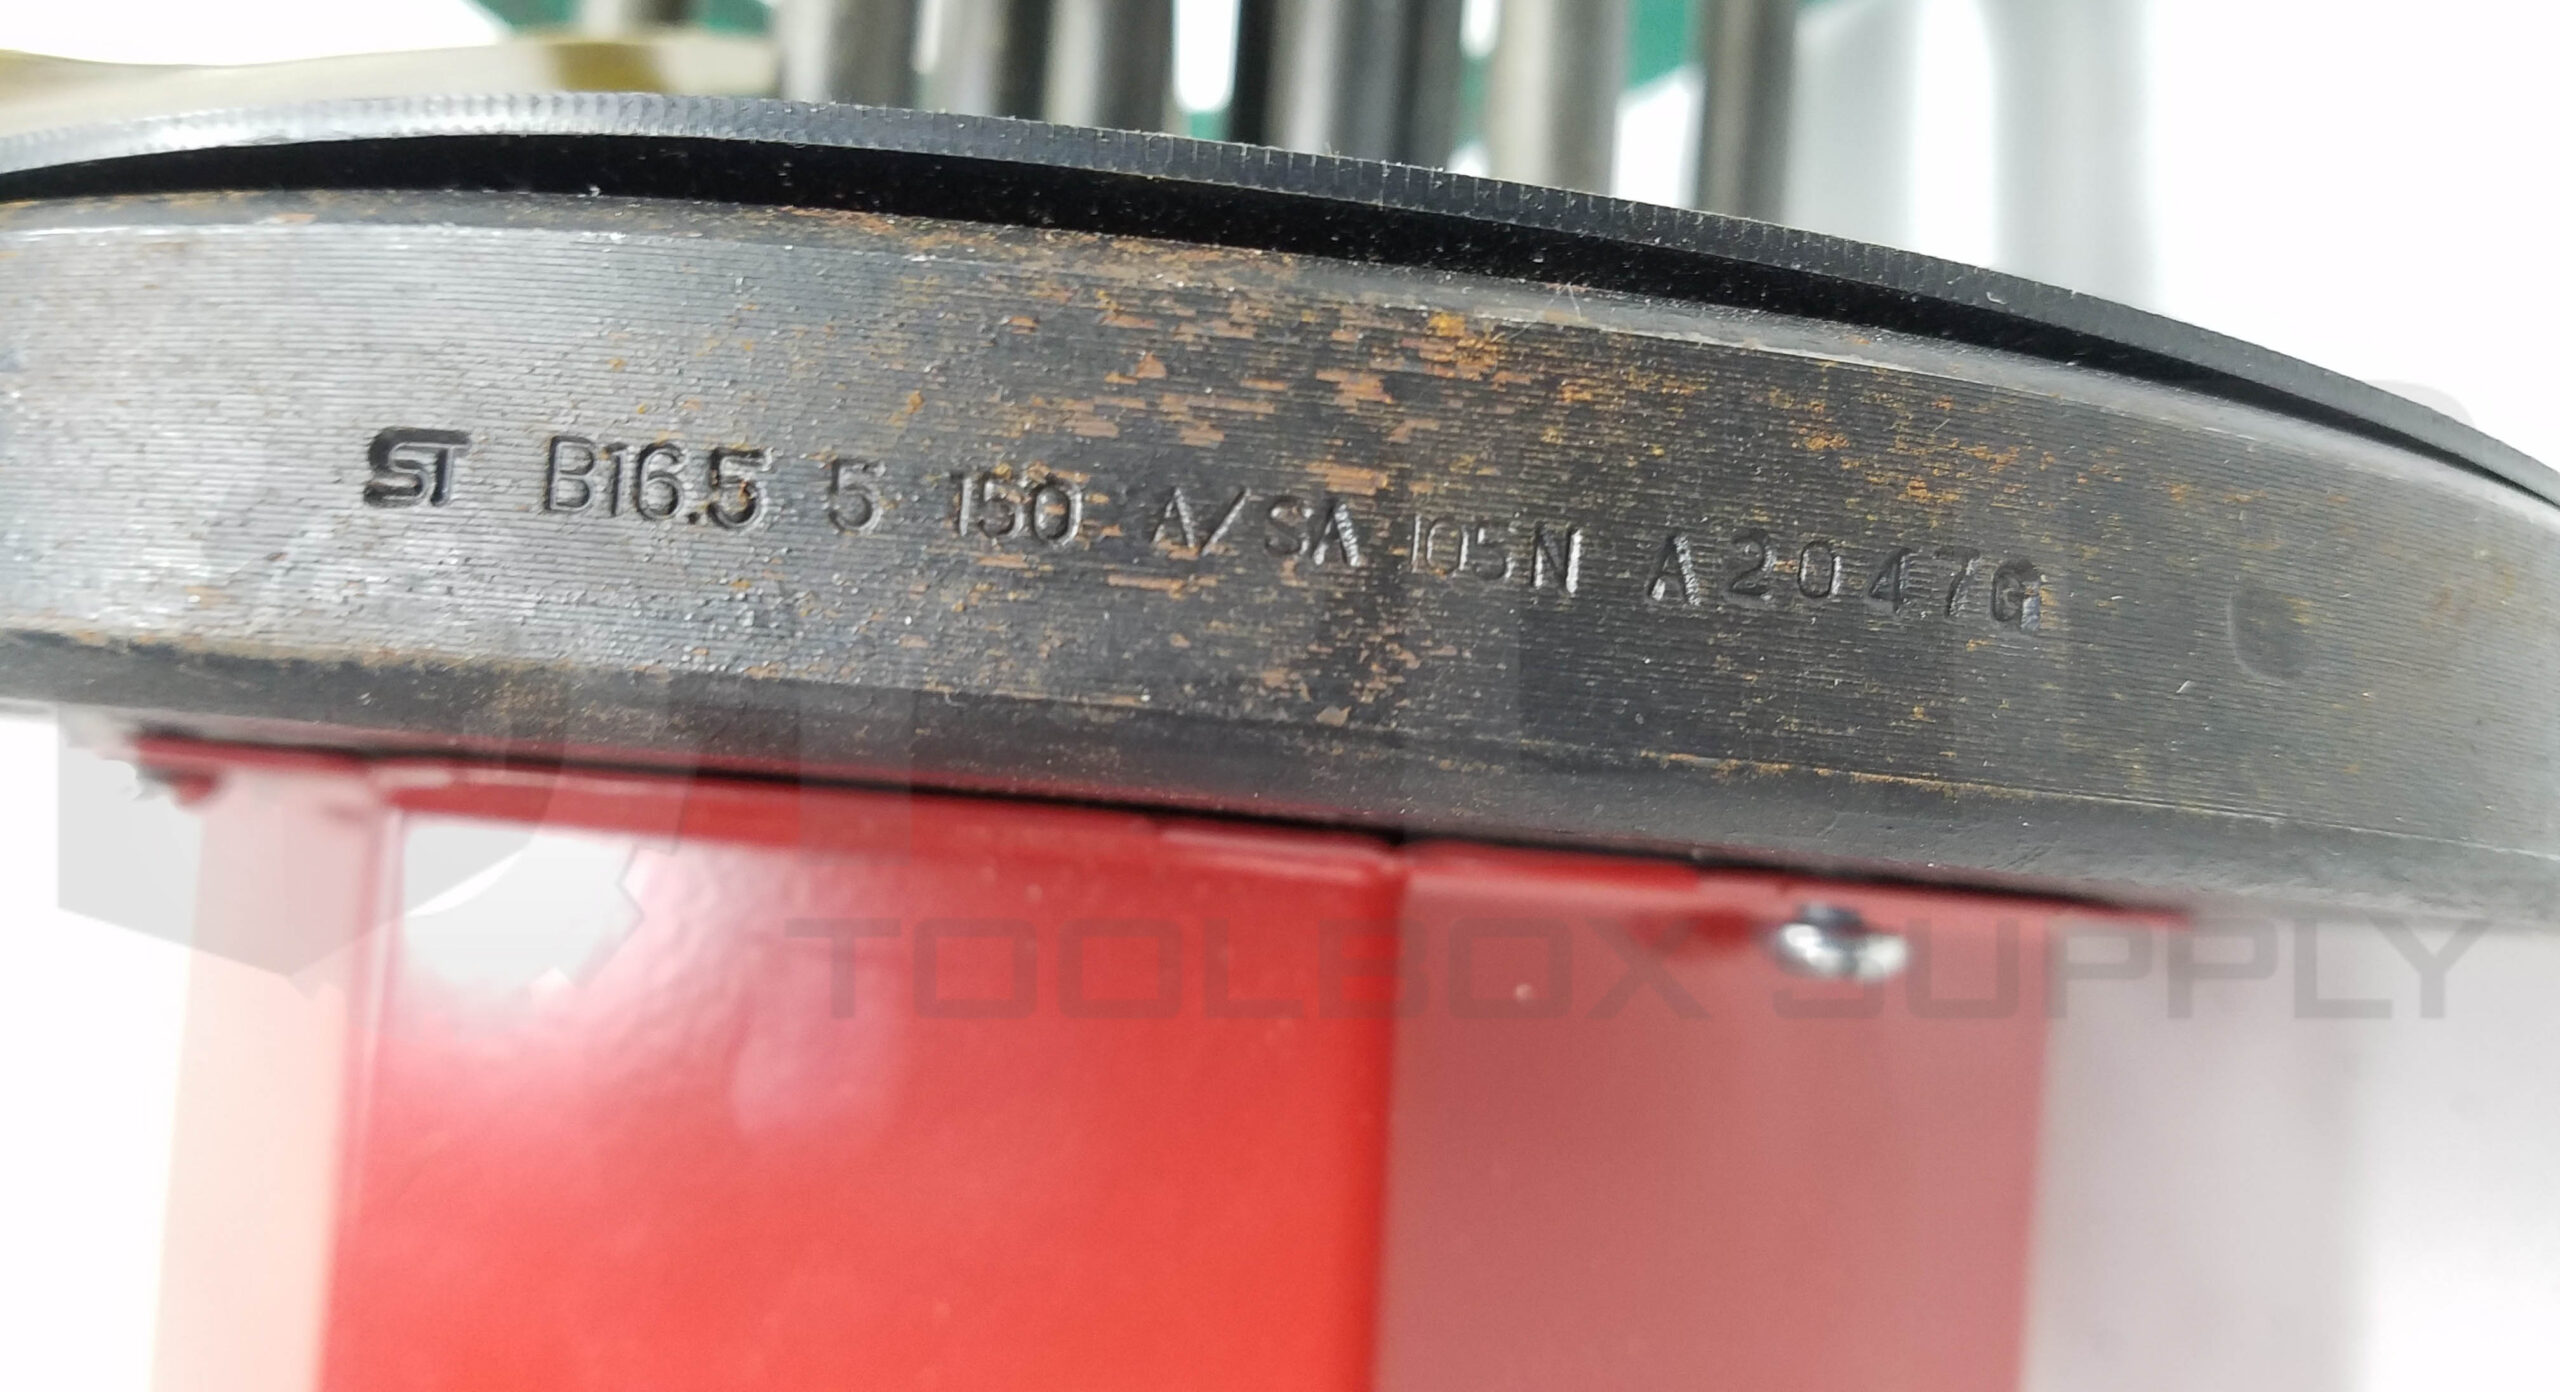 ST B16.5 5 150 A/SA 105N A2047G
TOOLBOX SUPPLY